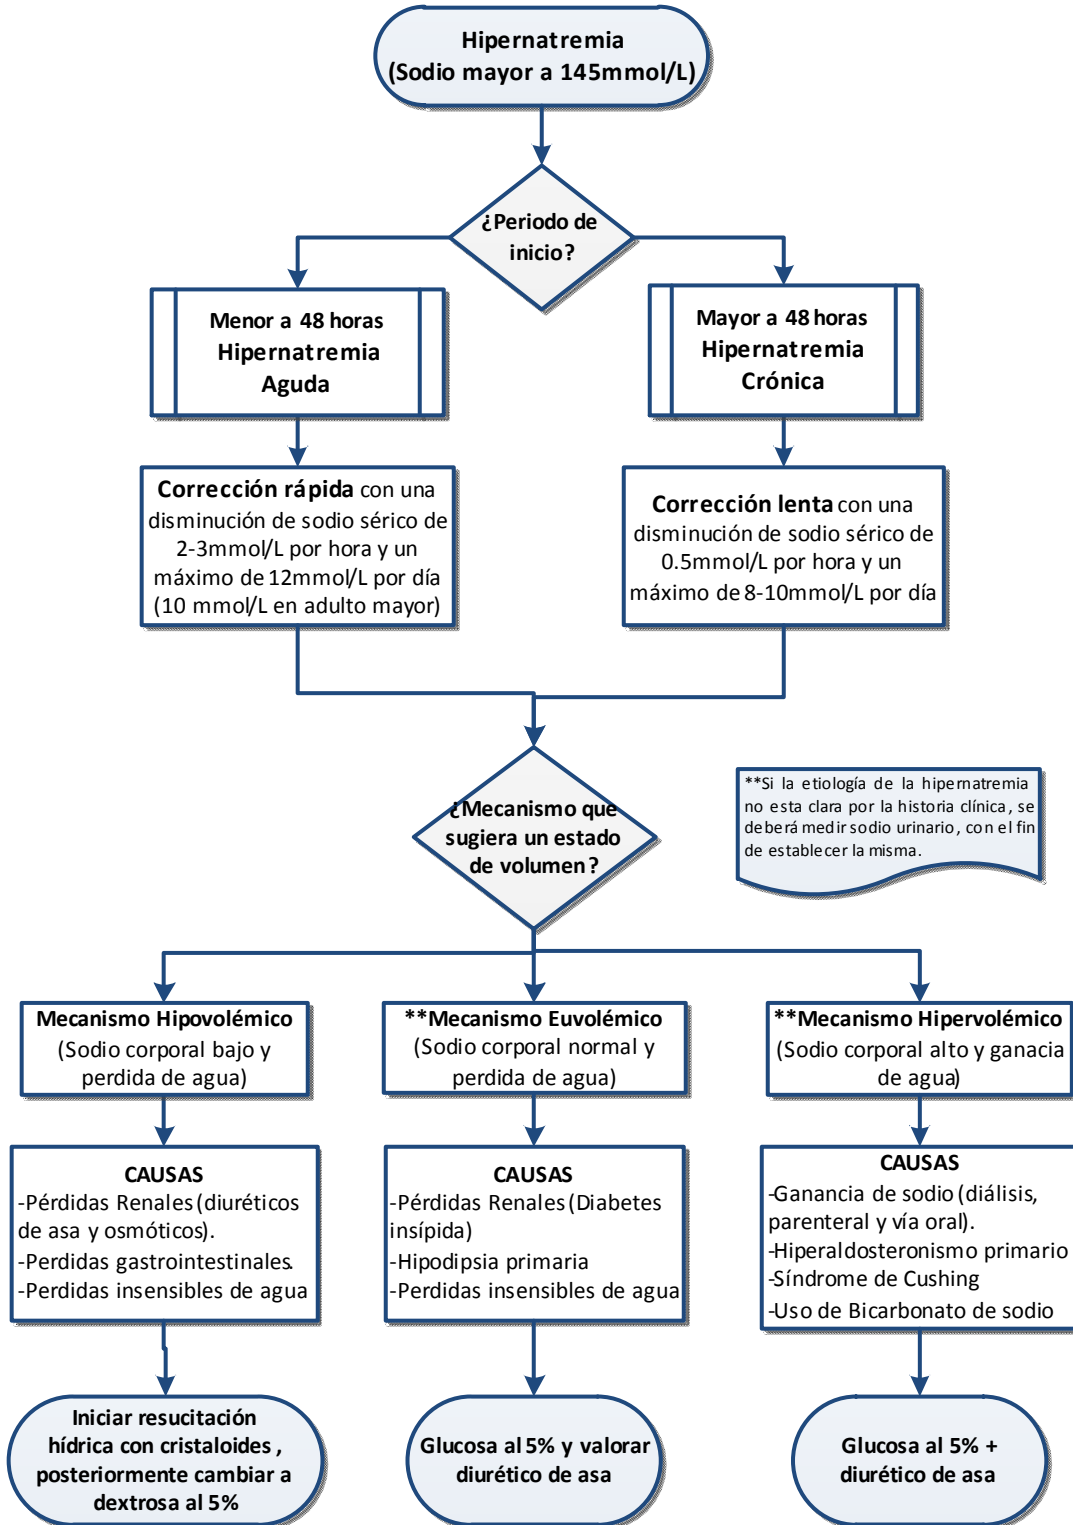 Hipernatremia
(Sodio mayor a 145mmol/L)
¿Periodo de
inicio?
Menor a 48 horas
Hipernatremia
Aguda
Mayor a 48 horas
Hipernatremia
Crónica
Corrección rápida con una
disminución de sodio sérico de
2-3mmol/L por hora y un
máximo de 12mmol/L por día
(10 mmol/L en adulto mayor)
Corrección lenta con una
disminución de sodio sérico de
0.5mmol/L por hora y un
máximo de 8-10mmol/L por día
¿Mecanismo que
sugiera un estado
de volumen?
**Si la etiología de la hipernatremia
no esta clara por la historia clínica, se
deberá medir sodio urinario, con el fin
de establecer la misma.
Mecanismo Hipovolémico
(Sodio corporal bajo y
perdida de agua)
**Mecanismo Euvolémico
(Sodio corporal normal y
perdida de agua)
**Mecanismo Hipervolémico
(Sodio corporal alto y ganacia
de agua)
CAUSAS
-Pérdidas Renales (diuréticos
de asa y osmóticos).
-Perdidas gastrointestinales.
-Perdidas insensibles de agua
CAUSAS
-Pérdidas Renales (Diabetes
insípida)
-Hipodipsia primaria
-Perdidas insensibles de agua
CAUSAS
-Ganancia de sodio (diálisis,
parenteral y vía oral).
-Hiperaldosteronismo primario
-Síndrome de Cushing
-Uso de Bicarbonato de sodio
Iniciar resucitación
hídrica con cristaloides ,
posteriormente cambiar a
dextrosa al 5%
Glucosa al 5% y valorar
diurético de asa
Glucosa al 5% +
diurético de asa